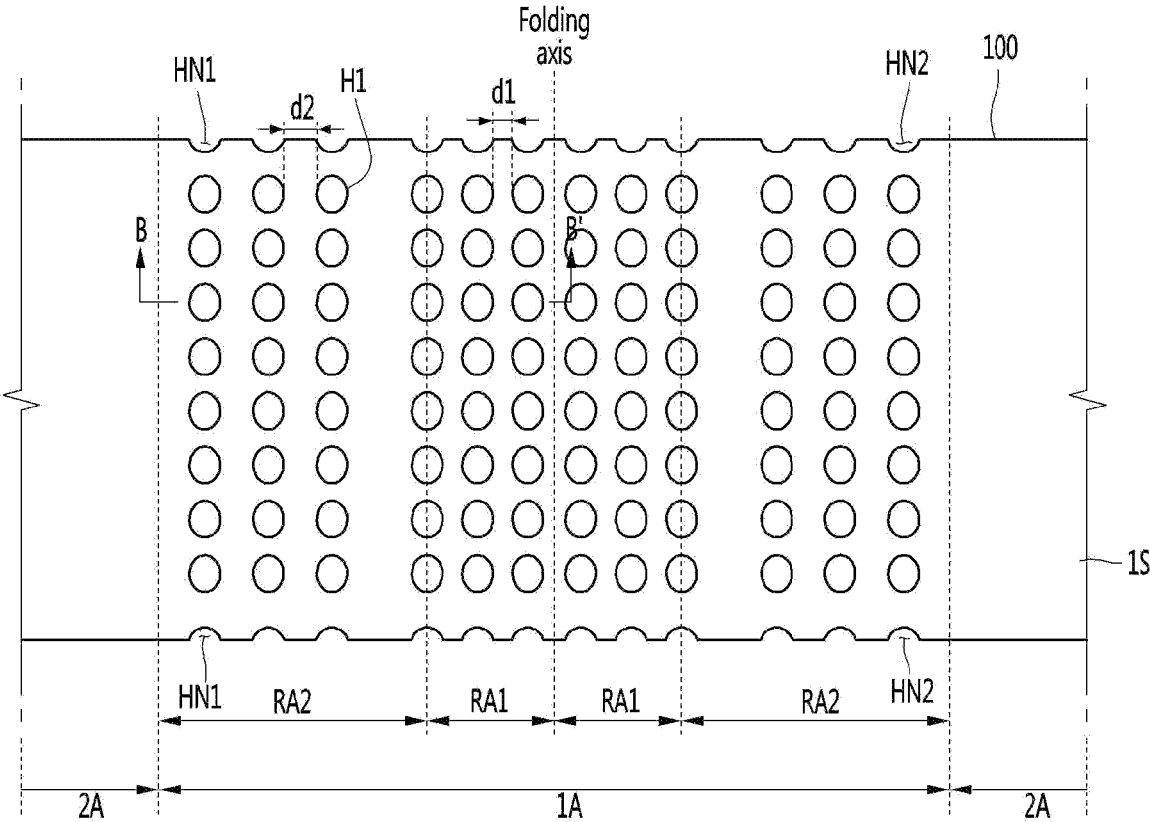 Folding
axis
HN1
H1
d2
d1
HN2
100
B
B'
1S
HN1
RA2
RA1
RA1
RA2
HN2
2A
1A
2A